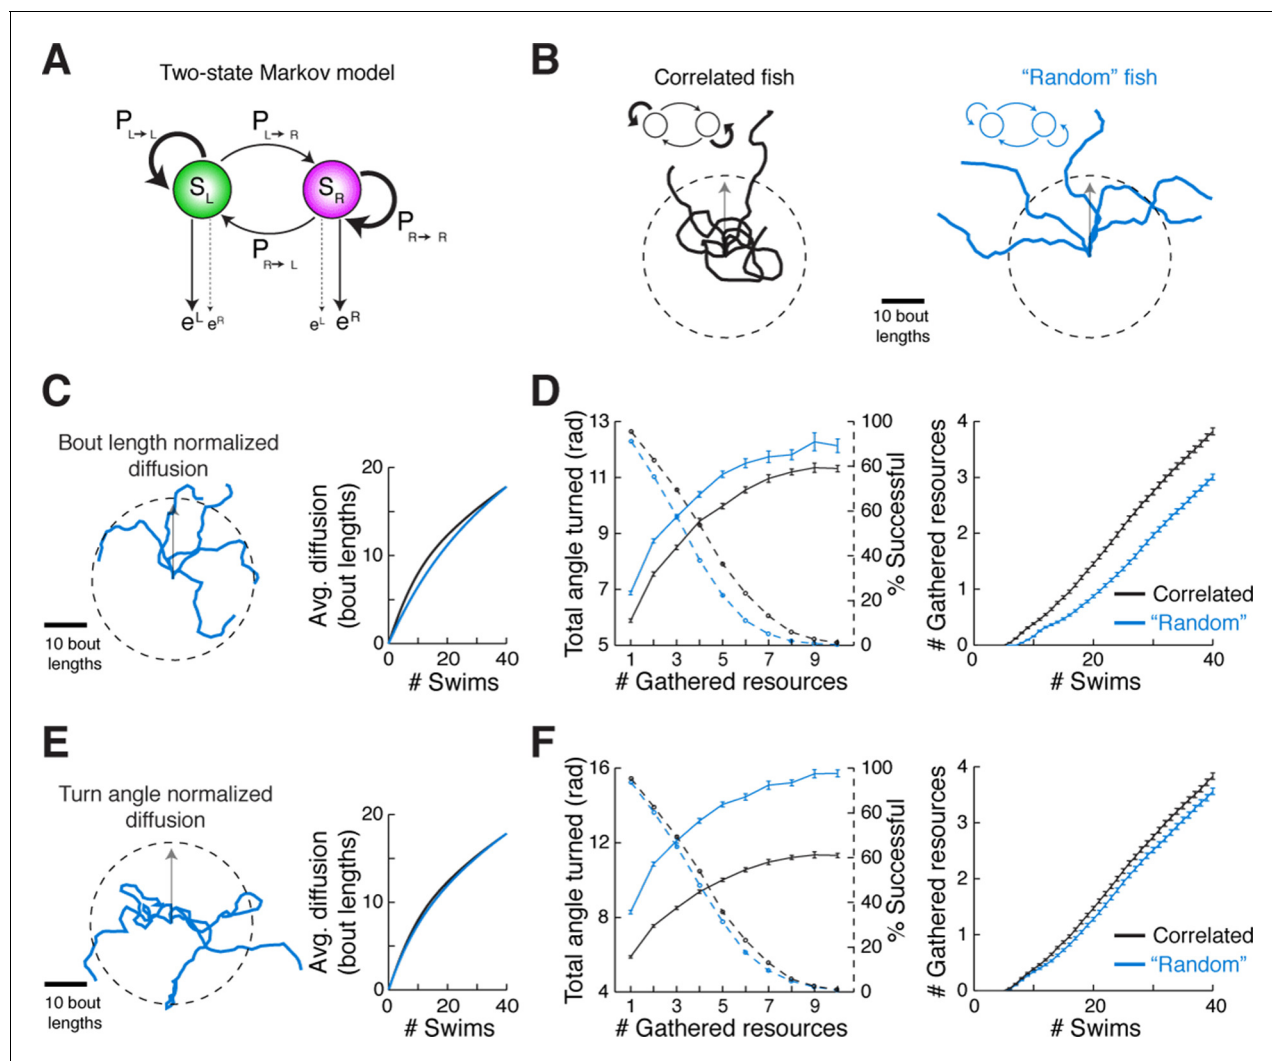 A
Two-state Markov model
P L→ L
P L→ R
S L
S R
P R→ R
P R→ L
eL eR
eL eR
B
Correlated fish
“Random” fish
10 bout
lengths
C
Bout length normalized
diffusion
10 bout
lengths
Avg. diffusion
(bout lengths)
20
10
0
0 20 40
# Swims
D
Total angle turned (rad)
13
11
9
7
5
1 3 5 7 9
# Gathered resources
100
80
60
40
20
0
% Successful
# Gathered resources
4
3
2
1
0
0 20 40
# Swims
Correlated
“Random”
E
Turn angle normalized
diffusion
10 bout
lengths
Avg. diffusion
(bout lengths)
20
10
0
0 20 40
# Swims
F
Total angle turned (rad)
16
12
8
4
1 3 5 7 9
# Gathered resources
100
80
60
40
20
0
% Successful
# Gathered resources
4
3
2
1
0
0 20 40
# Swims
Correlated
“Random”